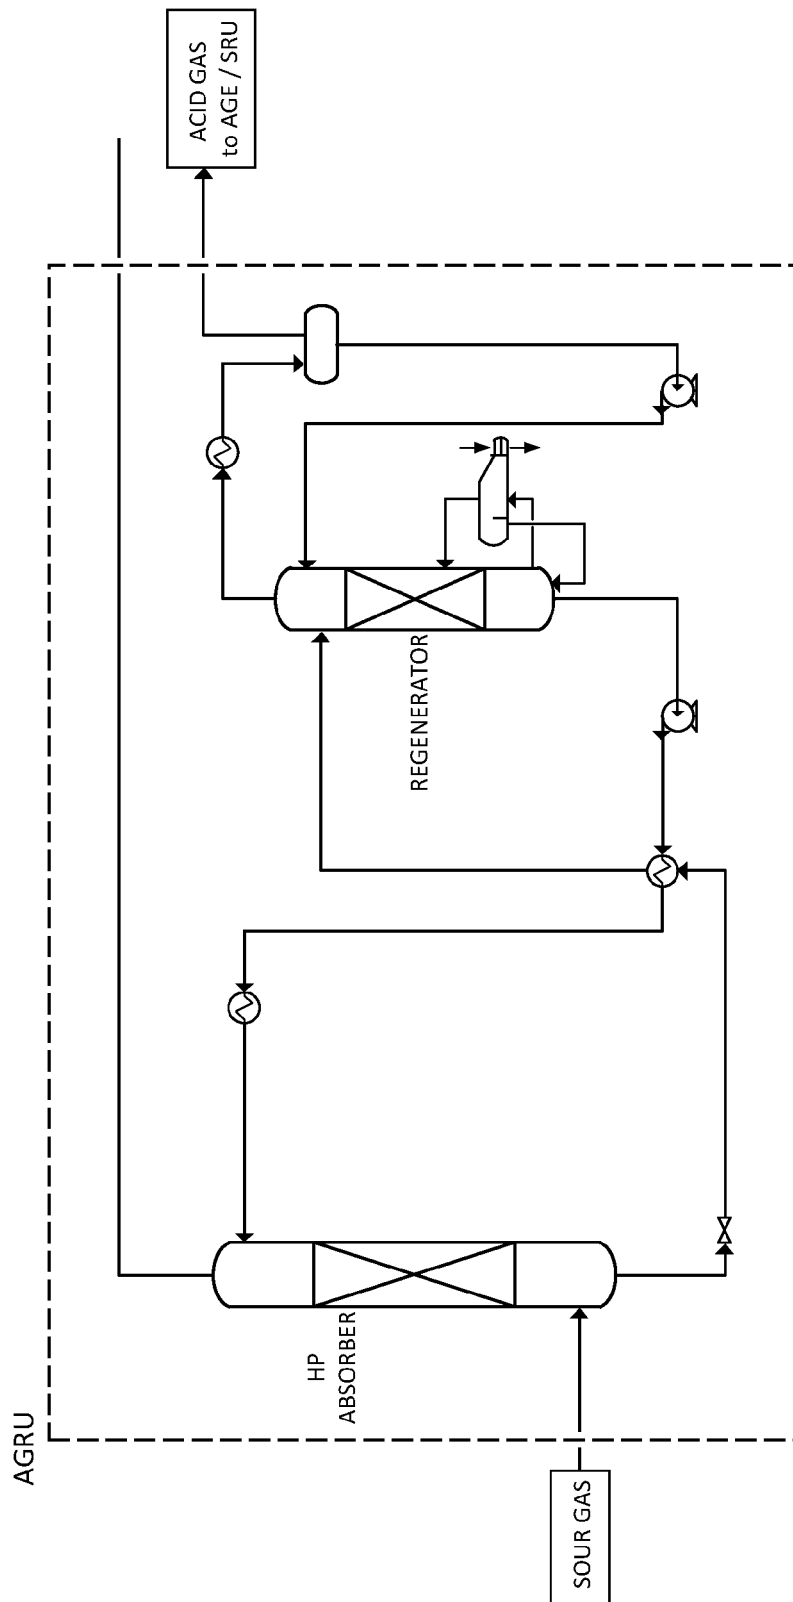 AGRU
SOUR GAS
HP
ABSORBER
REGENERATOR
ACID GAS
to AGE / SRU